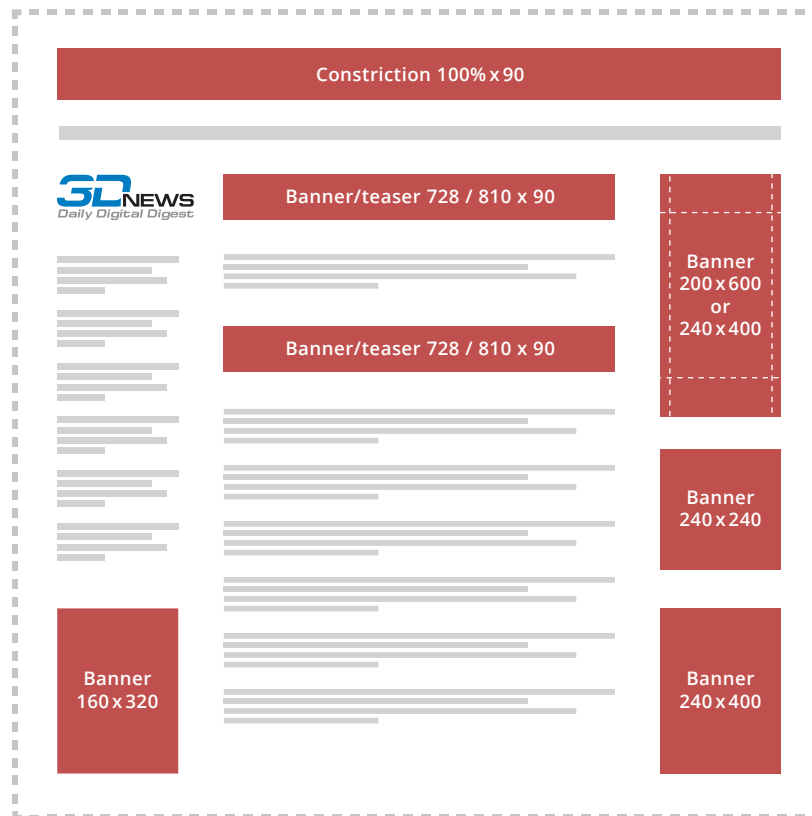 Constriction 100% x 90
3DNEWS
Daily Digital Digest
Banner/teaser 728 / 810 x 90
Banner
200 x 600
or
240 x 400
Banner/teaser 728 / 810 x 90
Banner
240 x 240
Banner
160 x 320
Banner
240 x 400